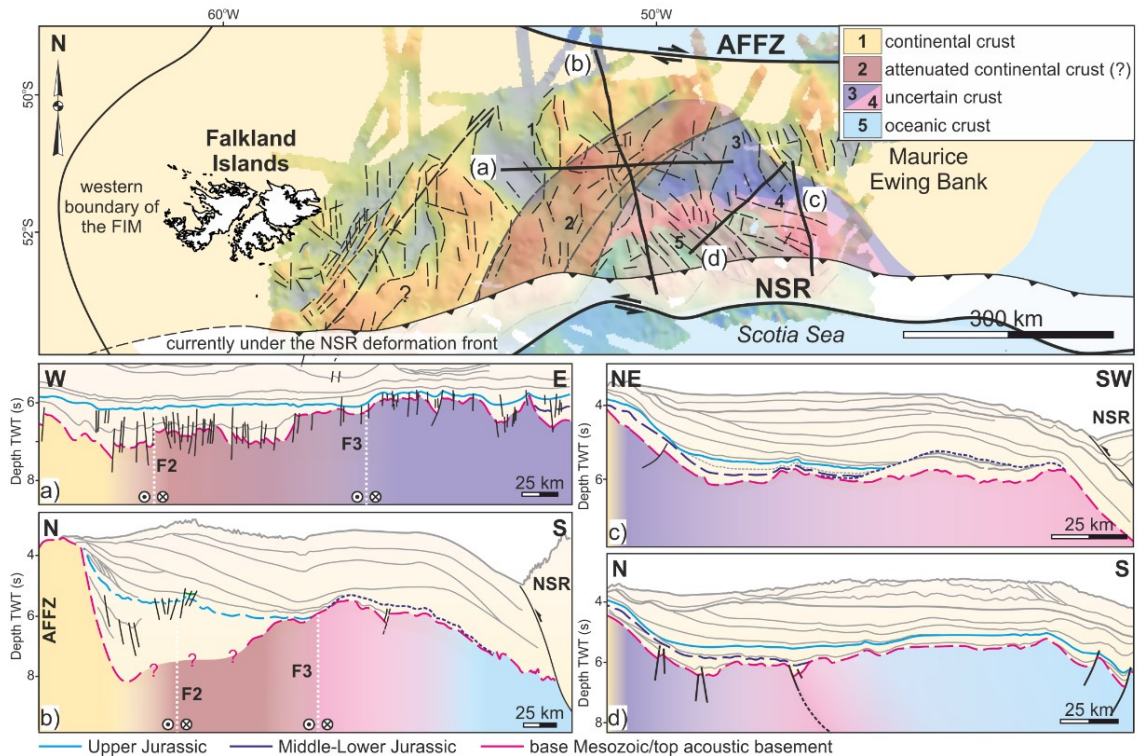 60°W
50°W
N
AFFZ
(b)
1 continental crust
2 attenuated continental crust (?)
3 4 uncertain crust
5 oceanic crust
50°S
Falkland
Islands
1
(a)
3
Maurice
Ewing Bank
western
boundary of
the FIM
52°S
2
4
(c)
5
(d)
?
NSR
Scotia Sea
300 km
currently under the NSR deformation front
W
E
Depth TWT (s)
6
8
F2
F3
a)
25 km
NE
SW
NSR
Depth TWT (s)
4
6
c)
25 km
N
S
Depth TWT (s)
4
6
8
AFFZ
NSR
? ? ?
F2
F3
b)
25 km
N
S
Depth TWT (s)
4
6
8
d)
25 km
Upper Jurassic
Middle-Lower Jurassic
base Mesozoic/top acoustic basement